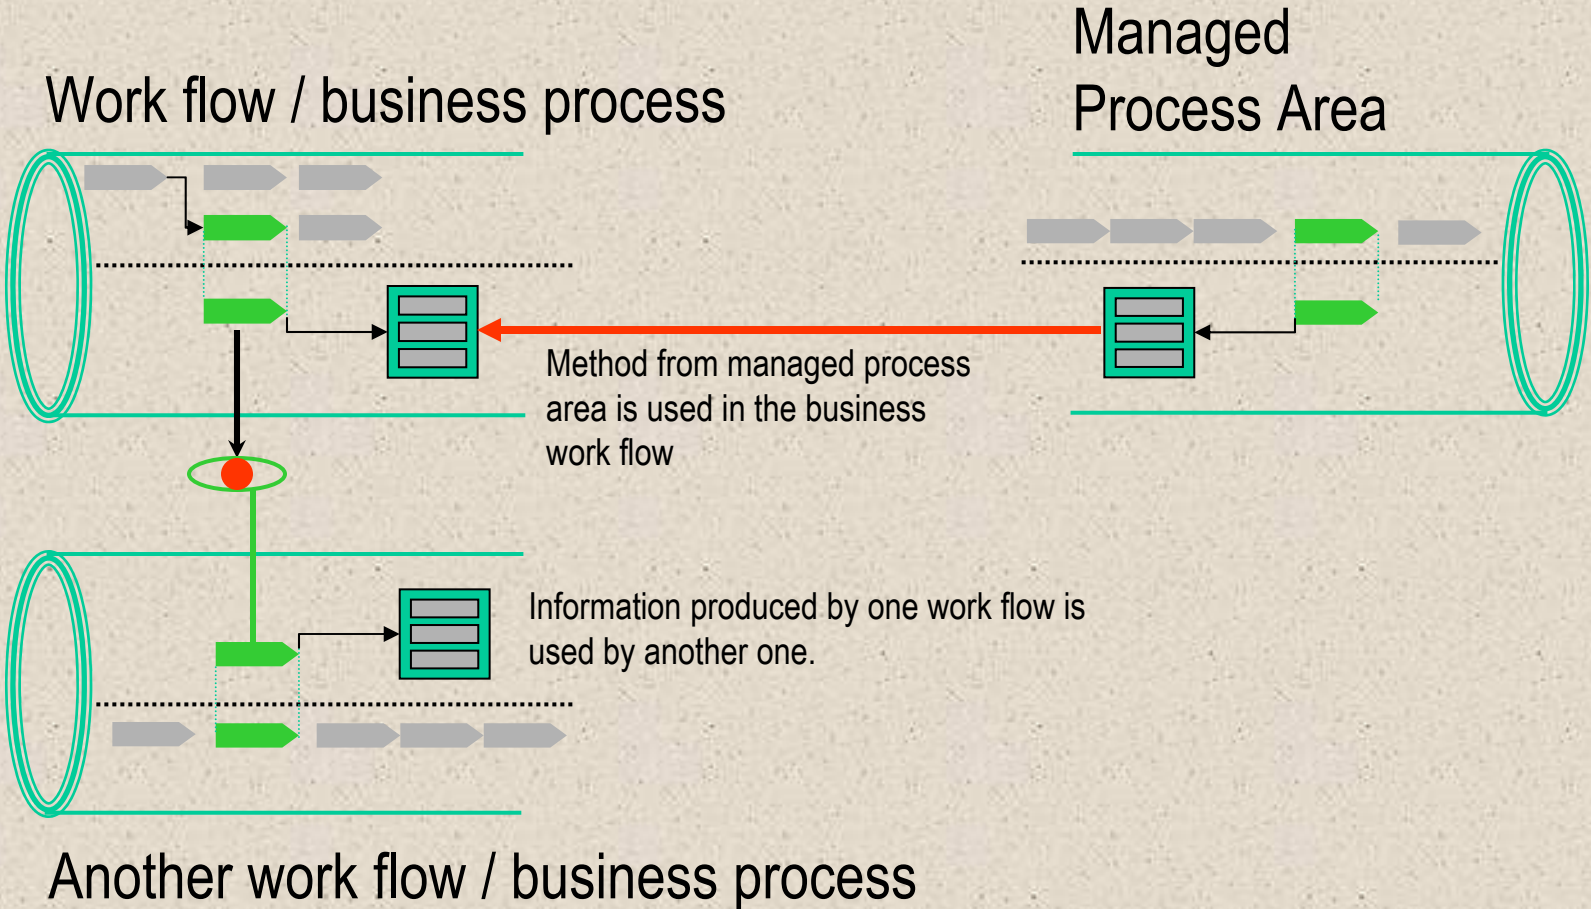 Managed
Process Area
Work flow / business process
Method from managed process
area is used in the business
work flow
Information produced by one work flow is
used by another one.
Another work flow / business process